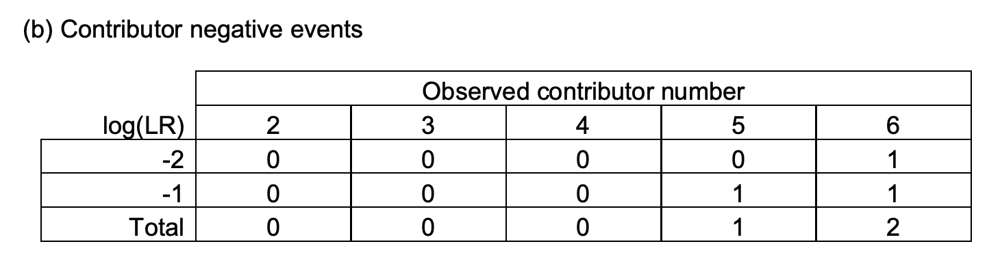 (b) Contributor negative events
Observed contributor number
log(LR) 2 3 4 5 6
-2 0 0 0 0 1
-1 0 0 0 1 1
Total 0 0 0 1 2